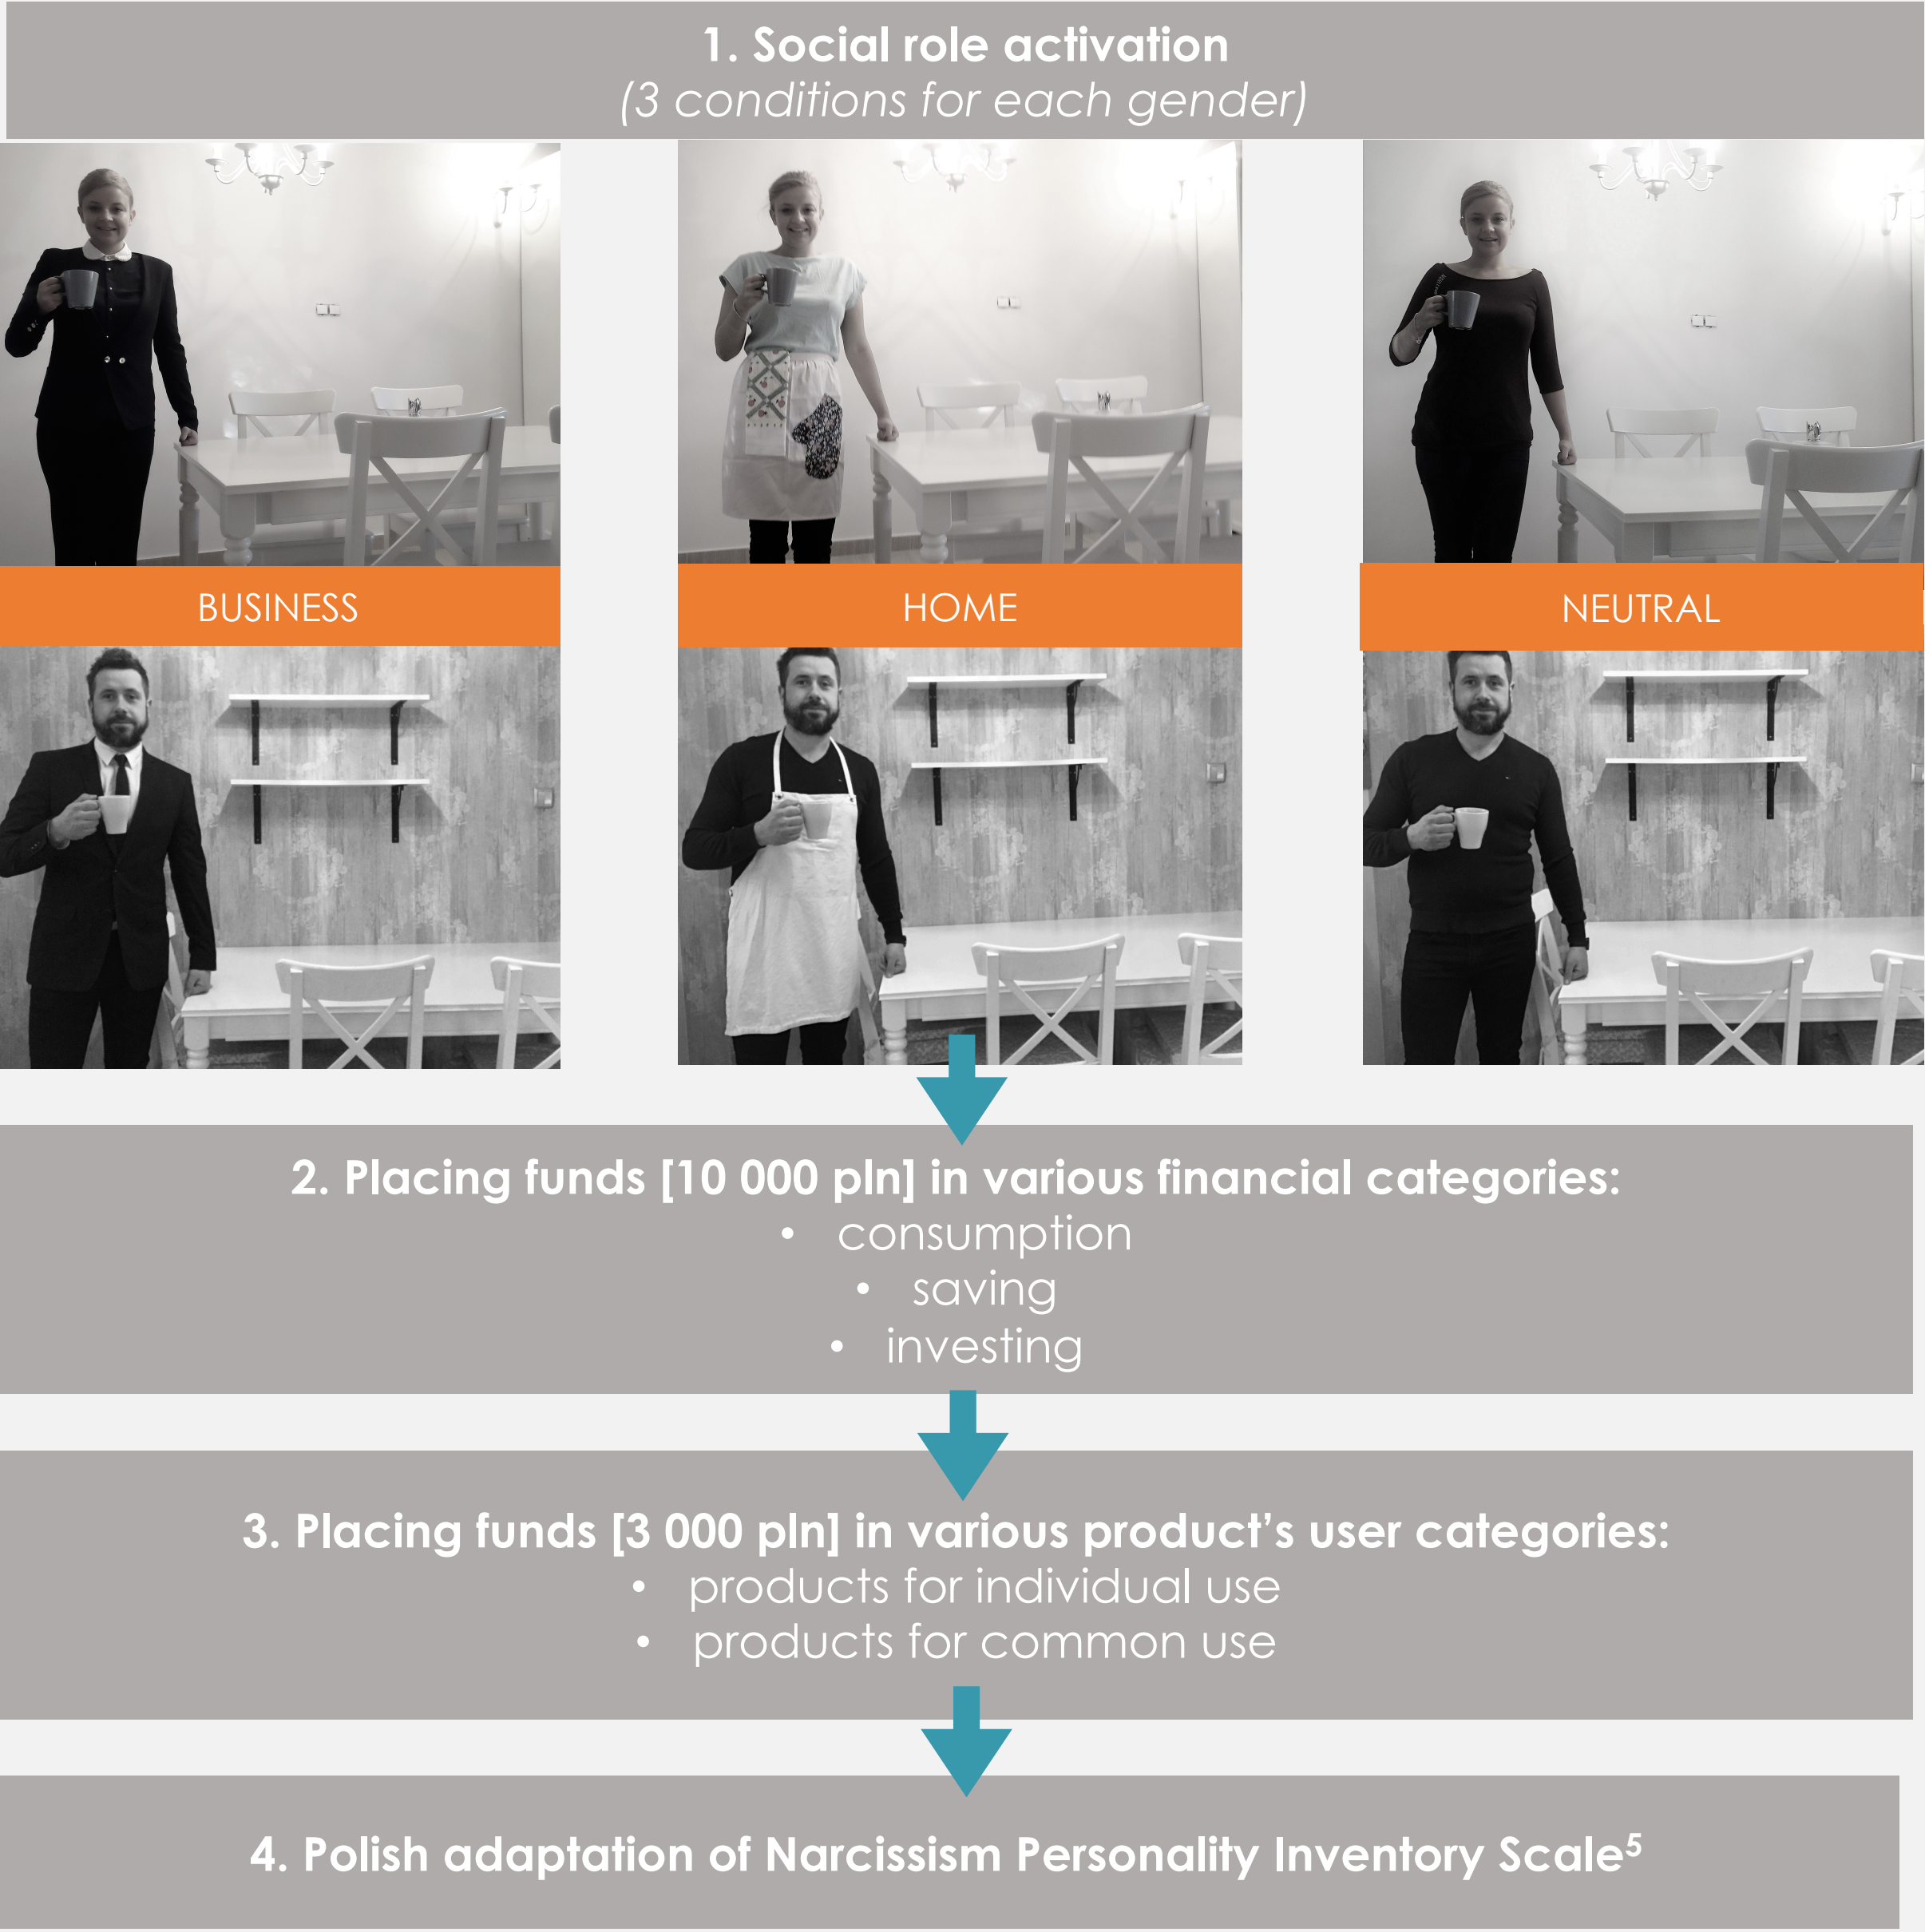 1. Social role activation
(3 conditions for each gender)
BUSINESS
HOME
NEUTRAL
2. Placing funds [10 000 pln] in various financial categories:
• consumption
• saving
• investing
3. Placing funds [3 000 pln] in various product's user categories:
• products for individual use
• products for common use
4. Polish adaptation of Narcissism Personality Inventory Scale⁵